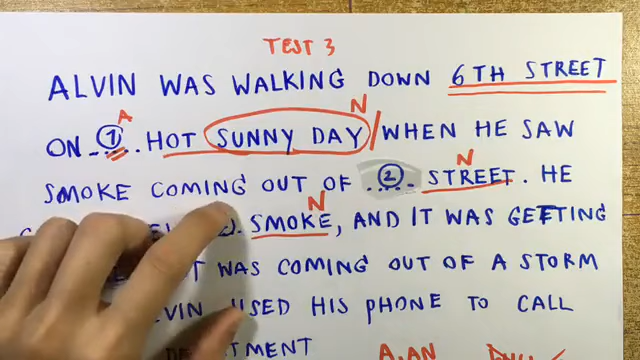 TEST 3
ALVIN WAS WALKING DOWN 6TH STREET
A N
ON ..1... HOT SUNNY DAY / WHEN HE SAW
N
SMOKE COMING OUT OF ..2... STREET. HE
N
SMOKE, AND IT WAS GETTING
WAS COMING OUT OF A STORM
USED HIS PHONE TO CALL
A, AN